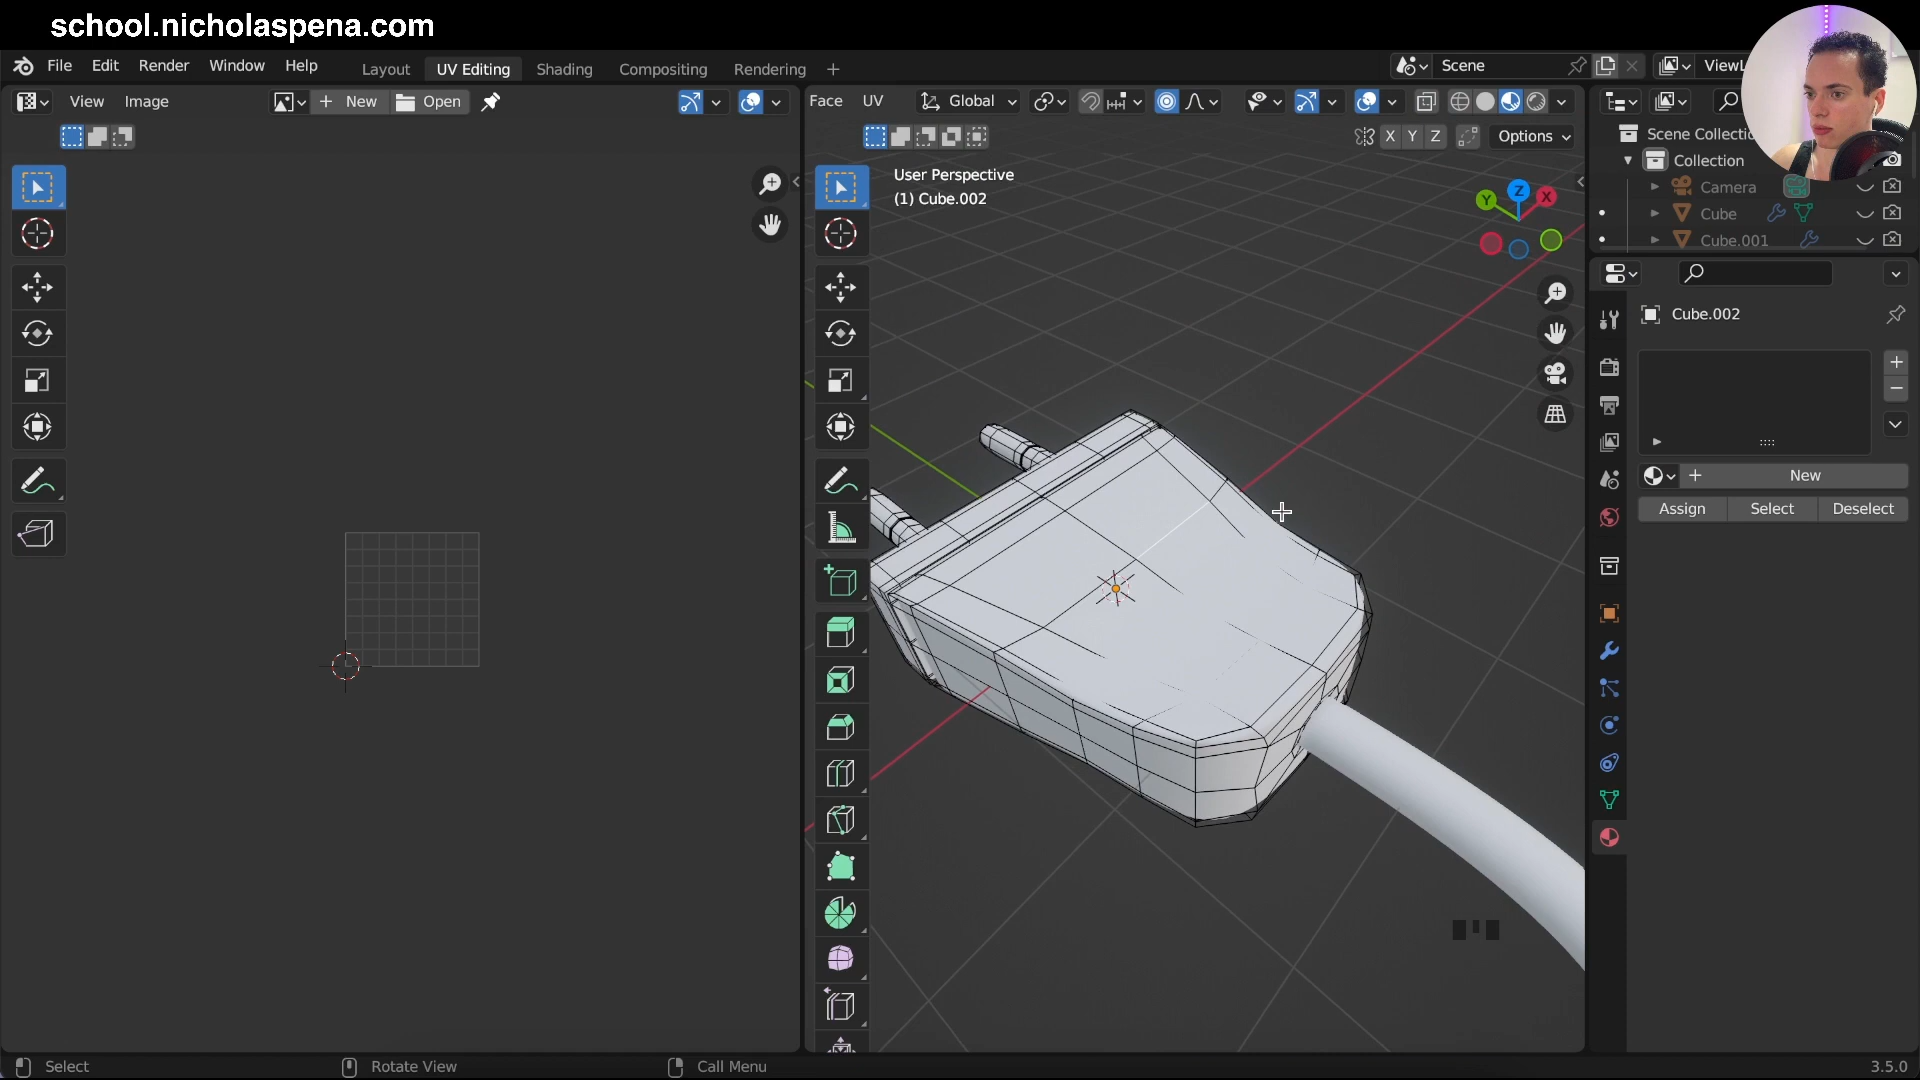 school.nicholaspena.com
File Edit Render Window Help Layout UV Editing Shading Compositing Rendering + Scene ViewL
View Image New Open Face UV Global
X Y Z Options
User Perspective
(1) Cube.002
Z
Y X
Scene Collectio
Collection
Camera
Cube
Cube.001
Cube.002
New
Assign Select Deselect
Select Rotate View Call Menu 3.5.0